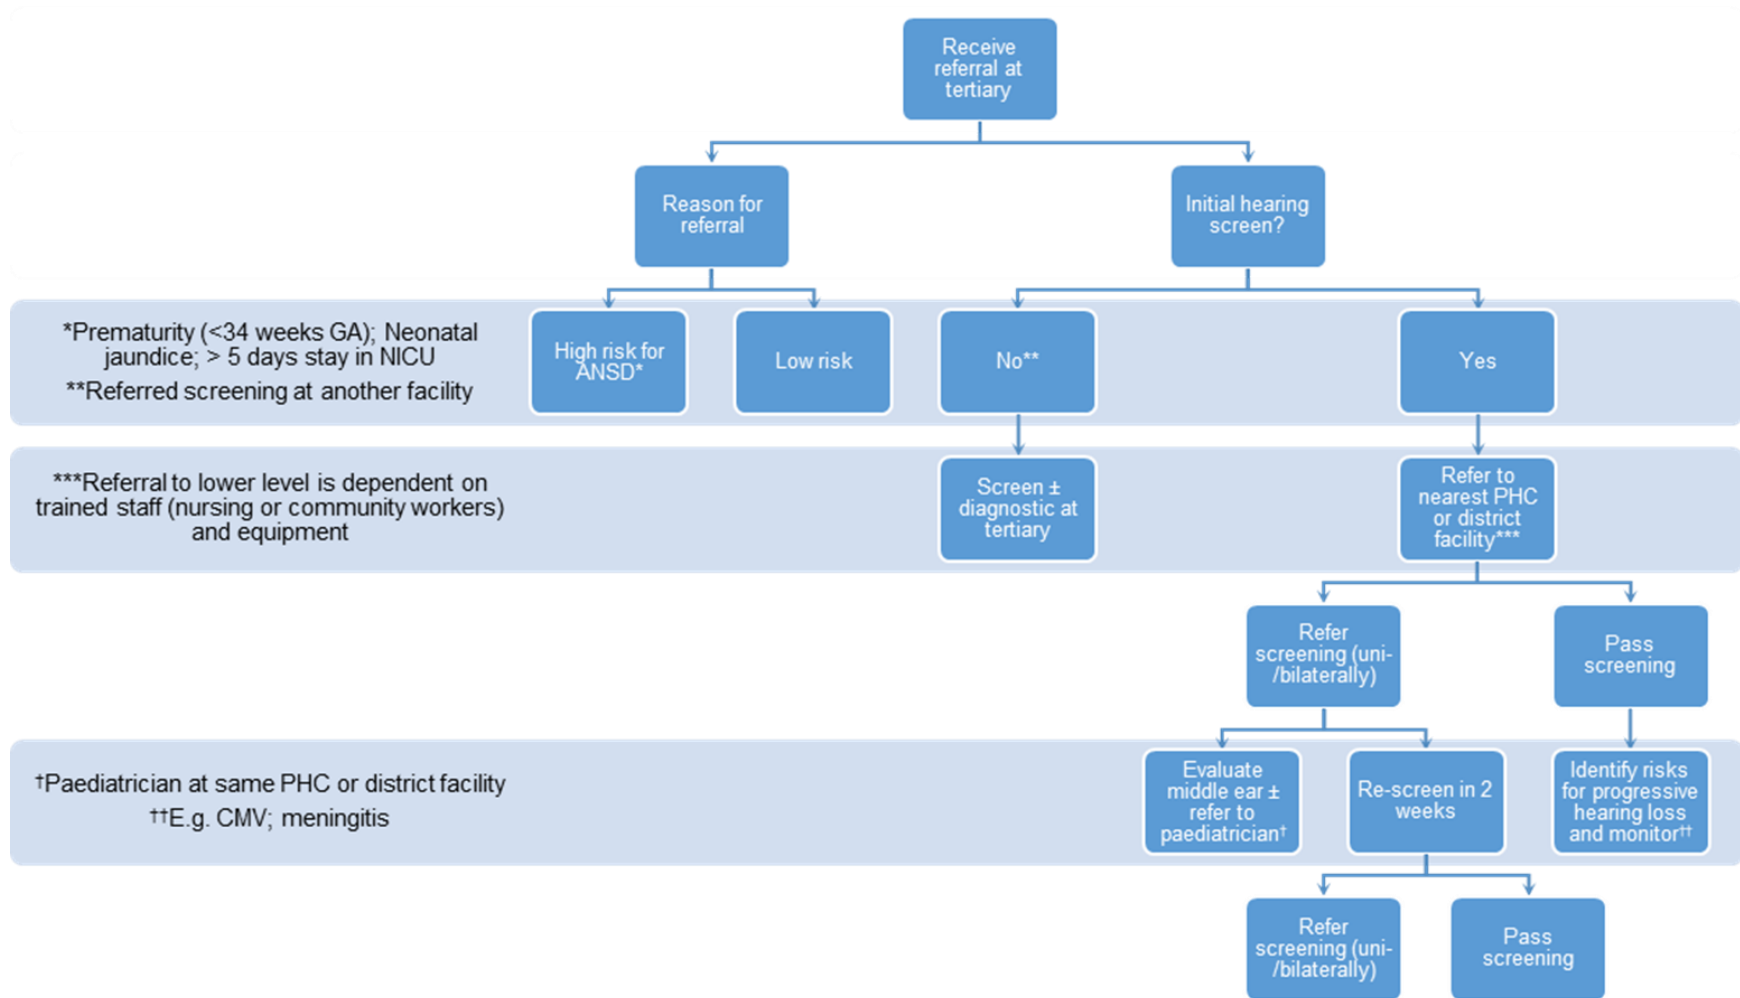 Receive
referral at
tertiary
Reason for
referral
Initial hearing
screen?
*Prematurity (<34 weeks GA); Neonatal
jaundice; > 5 days stay in NICU
**Referred screening at another facility
High risk for
ANSD*
Low risk
No**
Yes
***Referral to lower level is dependent on
trained staff (nursing or community workers)
and equipment
Screen ±
diagnostic at
tertiary
Refer to
nearest PHC
or district
facility***
Refer
screening (uni-
/bilaterally)
Pass
screening
†Paediatrician at same PHC or district facility
††E.g. CMV; meningitis
Evaluate
middle ear ±
refer to
paediatrician†
Re-screen in 2
weeks
Identify risks
for progressive
hearing loss
and monitor††
Refer
screening (uni-
/bilaterally)
Pass
screening